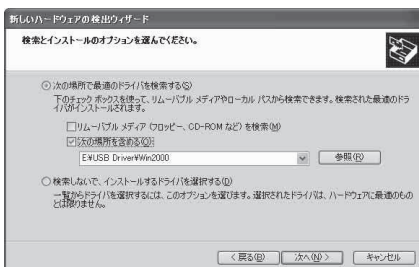 新しいハードウェアの検出ウィザード
検索とインストールのオプションを選んでください。
次の場所で最適のドライバを検索する(S)
下のチェック ボックスを使って、リムーバブル メディアやローカル パスから検索できます。検索された最適のドラ
イバがインストールされます。
リムーバブル メディア (フロッピー、CD-ROM など) を検索(M)
次の場所を含める(O):
E¥USB Driver¥Win2000
参照(R)
検索しないで、インストールするドライバを選択する(D)
一覧からドライバを選択するには、このオプションを選びます。選択されたドライバは、ハードウェアに最適のもの
とは限りません。
< 戻る(B)
次へ(N) >
キャンセル